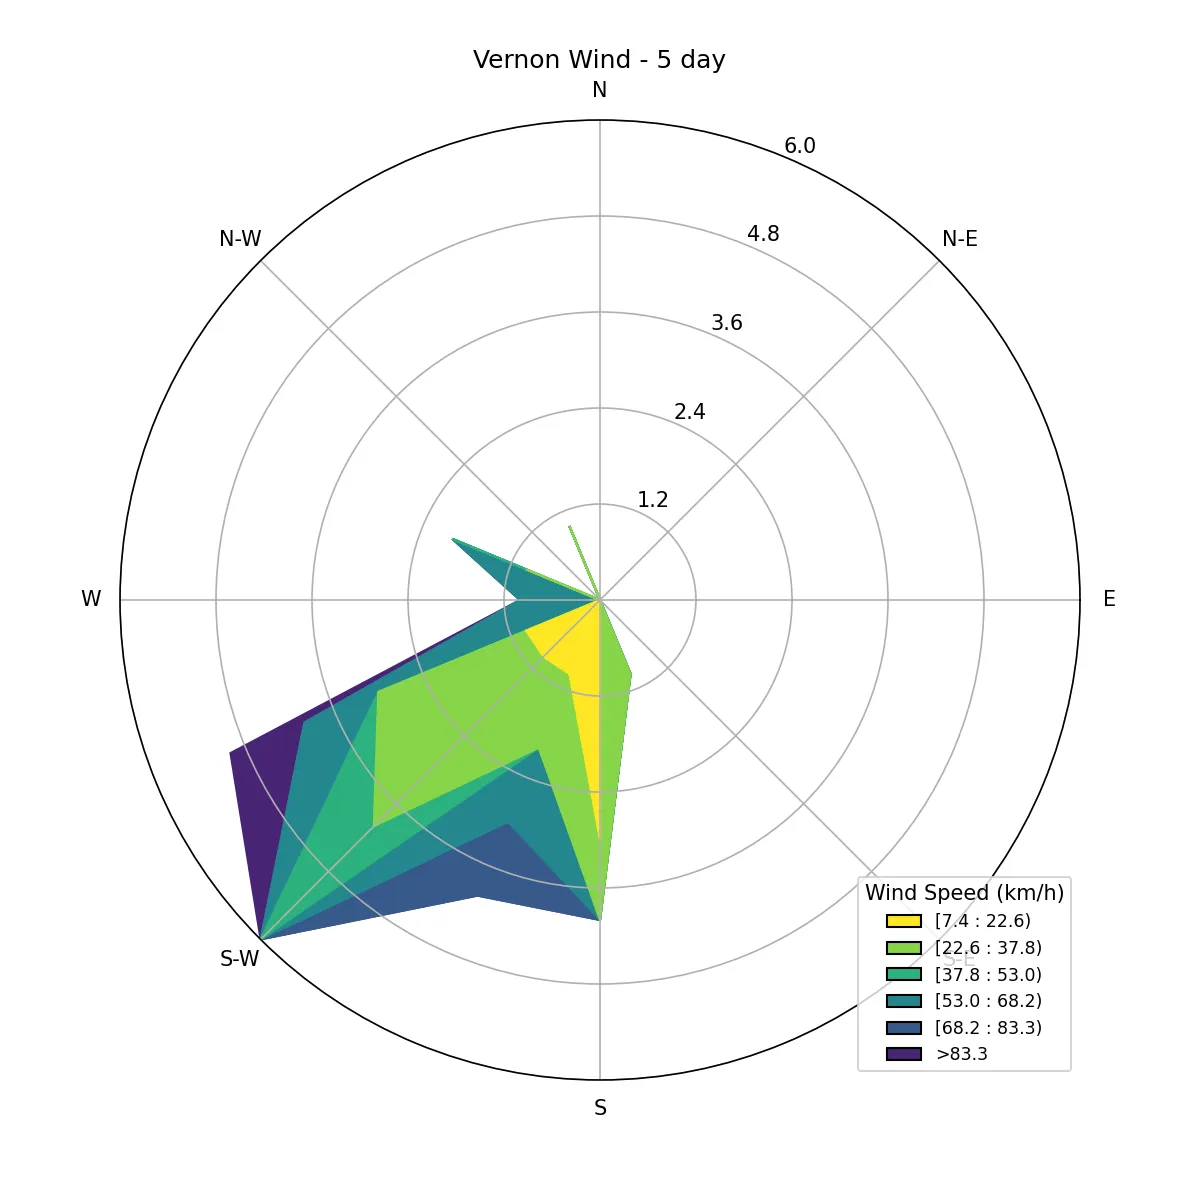 Vernon Wind - 5 day
N
6.0
N-W
4.8
N-E
3.6
2.4
1.2
W
E
S-W
S-E
Wind Speed (km/h)
[7.4 : 22.6)
[22.6 : 37.8)
[37.8 : 53.0)
[53.0 : 68.2)
[68.2 : 83.3)
>83.3
S